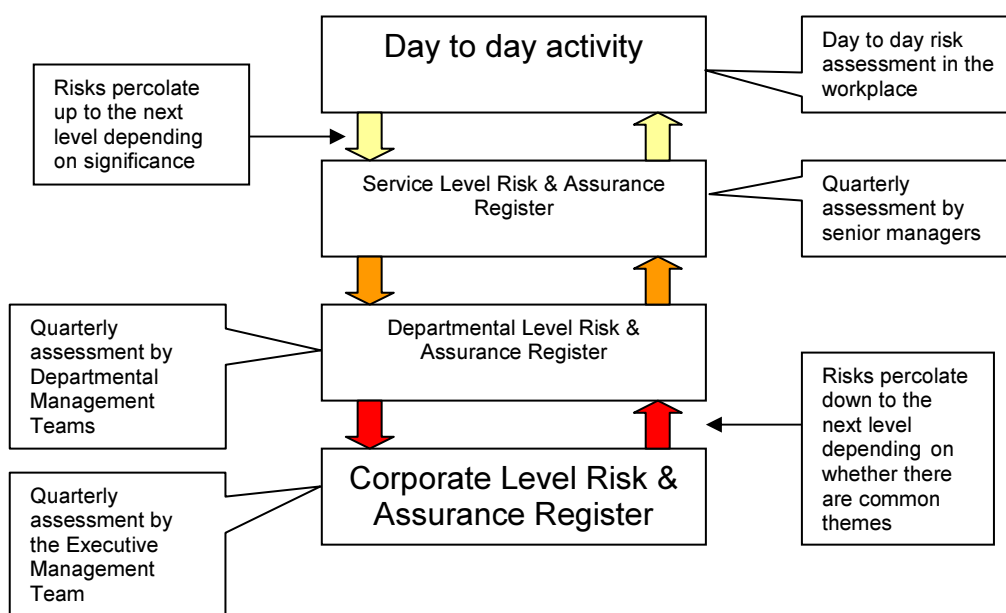 Day to day activity
Day to day risk
assessment in the
workplace
Risks percolate
up to the next
level depending
on significance
Service Level Risk & Assurance
Register
Quarterly
assessment by
senior managers
Quarterly
assessment by
Departmental
Management
Teams
Departmental Level Risk &
Assurance Register
Risks percolate
down to the
next level
depending on
whether there
are common
themes
Corporate Level Risk &
Assurance Register
Quarterly
assessment by
the Executive
Management
Team